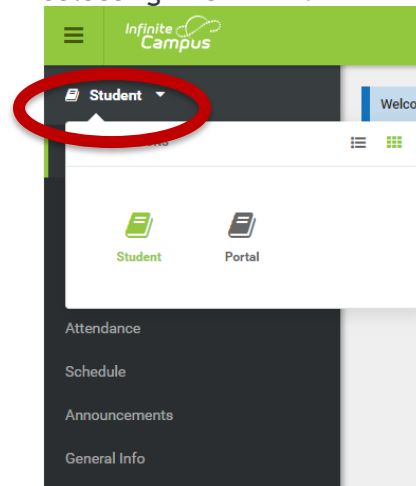 Infinite
Campus
Student
Welco
Student
Portal
Attendance
Schedule
Announcements
General Info